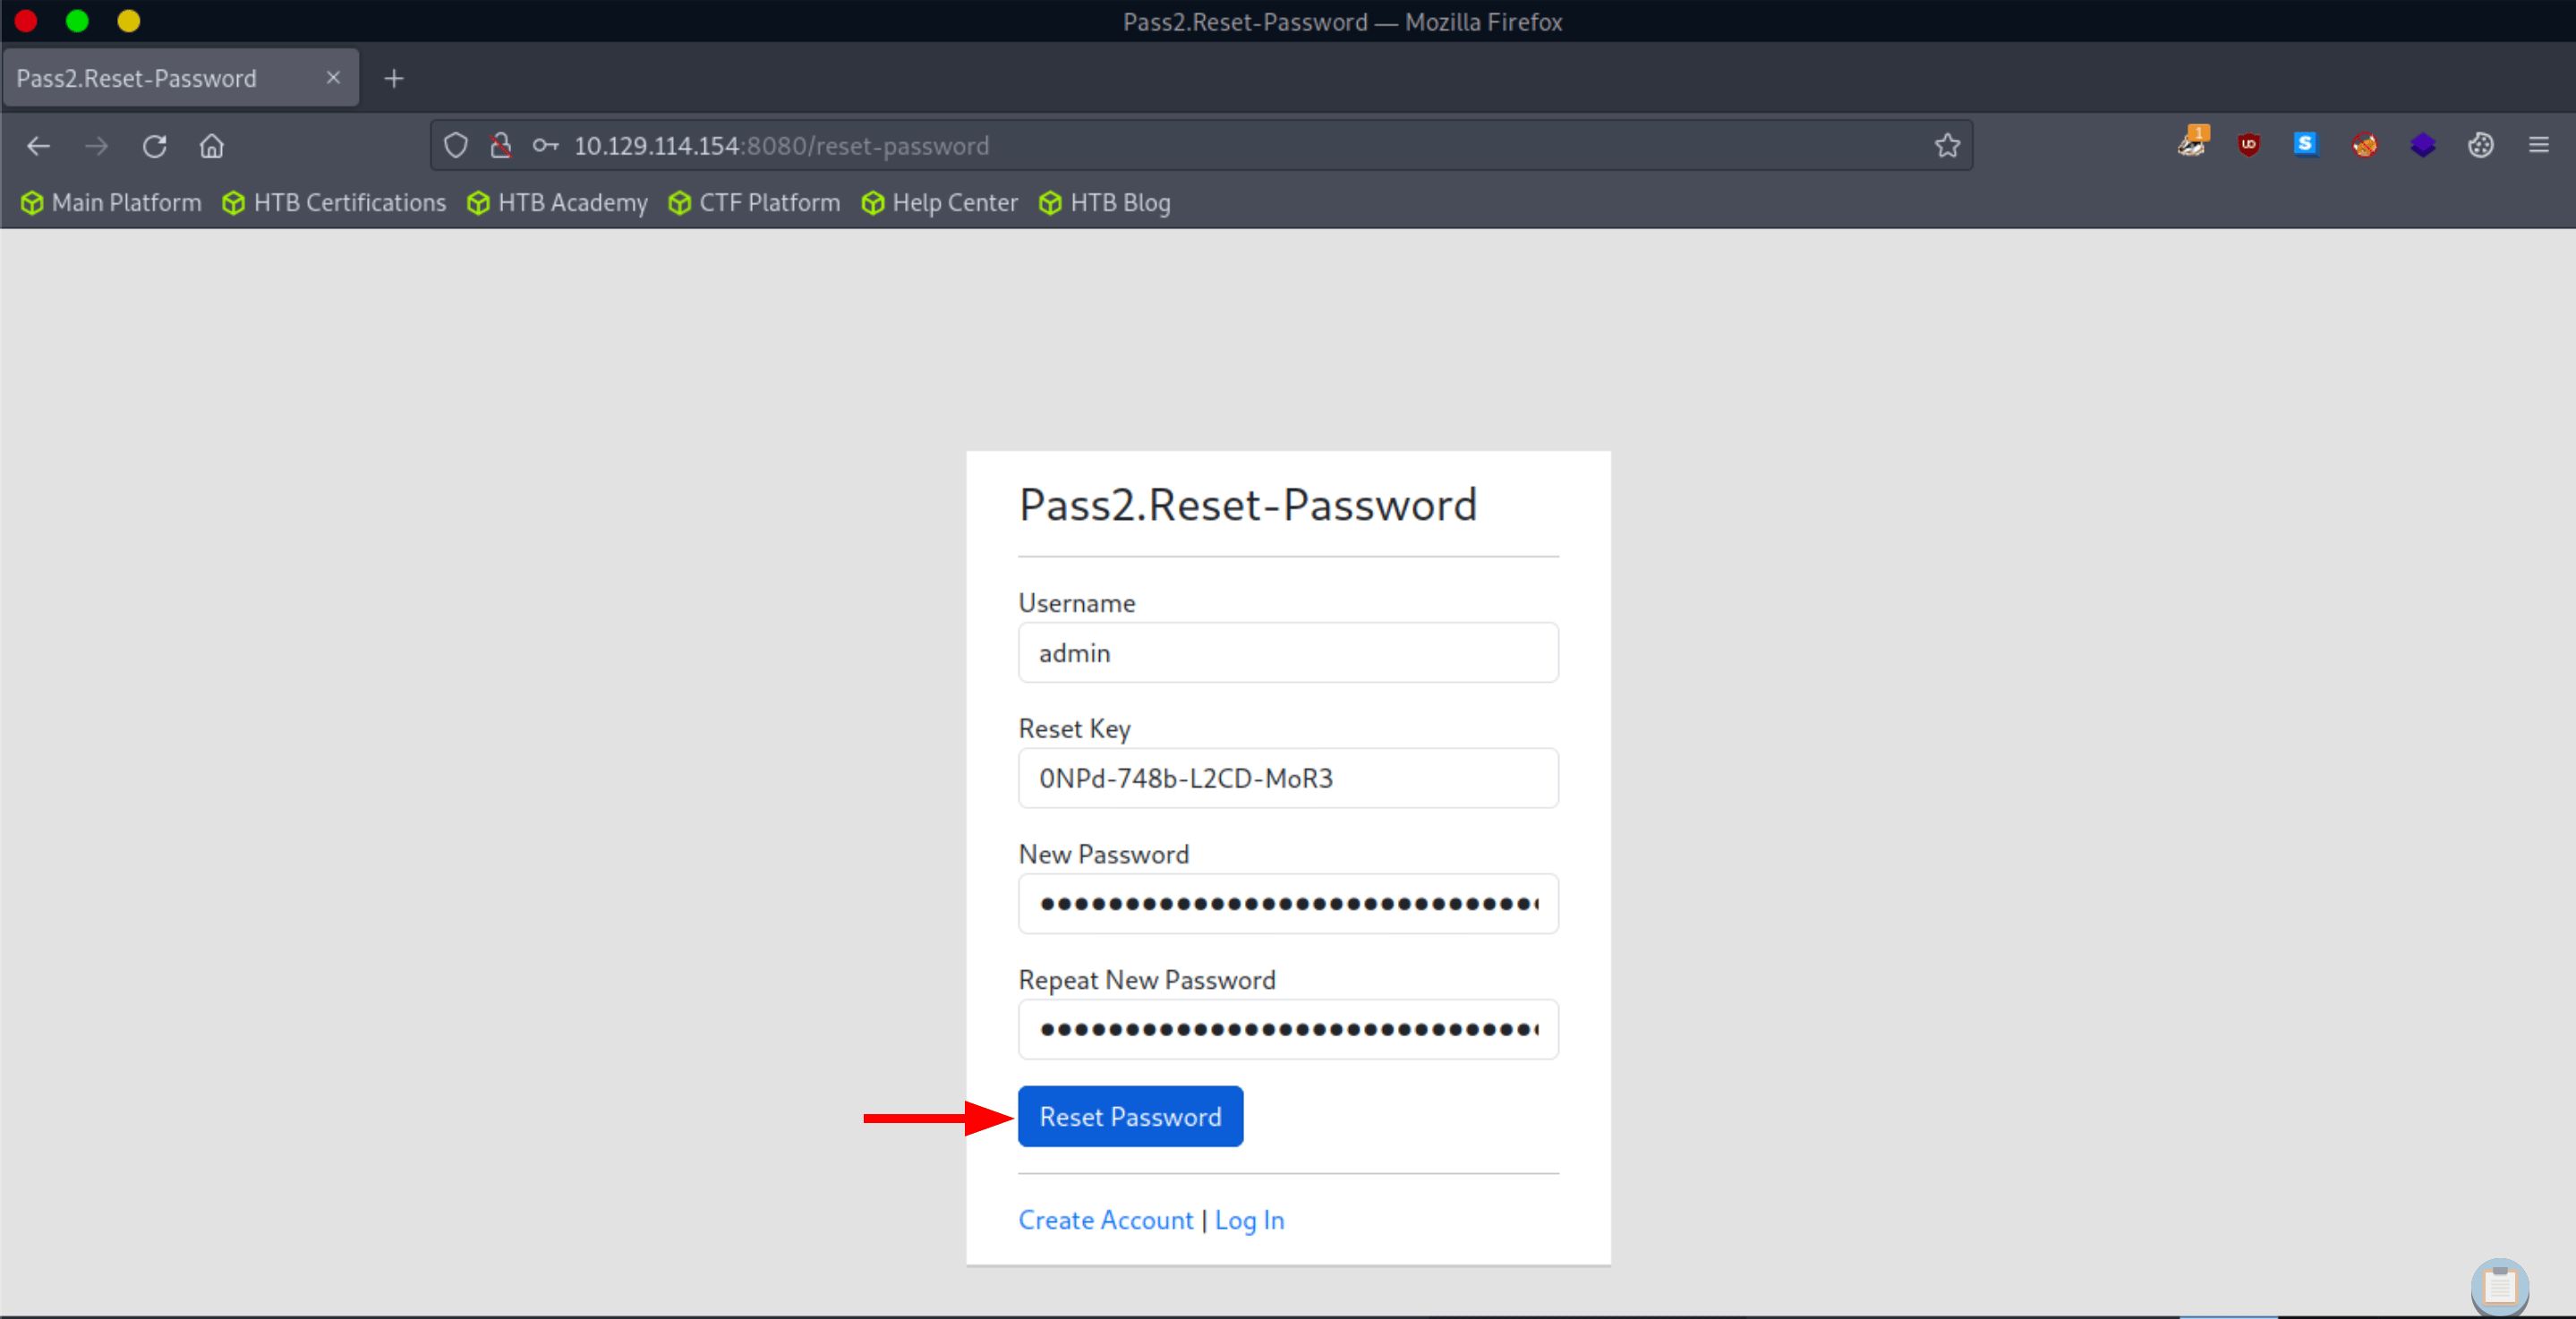 Pass2.Reset-Password — Mozilla Firefox
Pass2.Reset-Password
10.129.114.154:8080/reset-password
1
UD
S
Main Platform HTB Certifications HTB Academy CTF Platform Help Center HTB Blog
Pass2.Reset-Password
Username
admin
Reset Key
0NPd-748b-L2CD-MoR3
New Password
Repeat New Password
Reset Password
Create Account | Log In